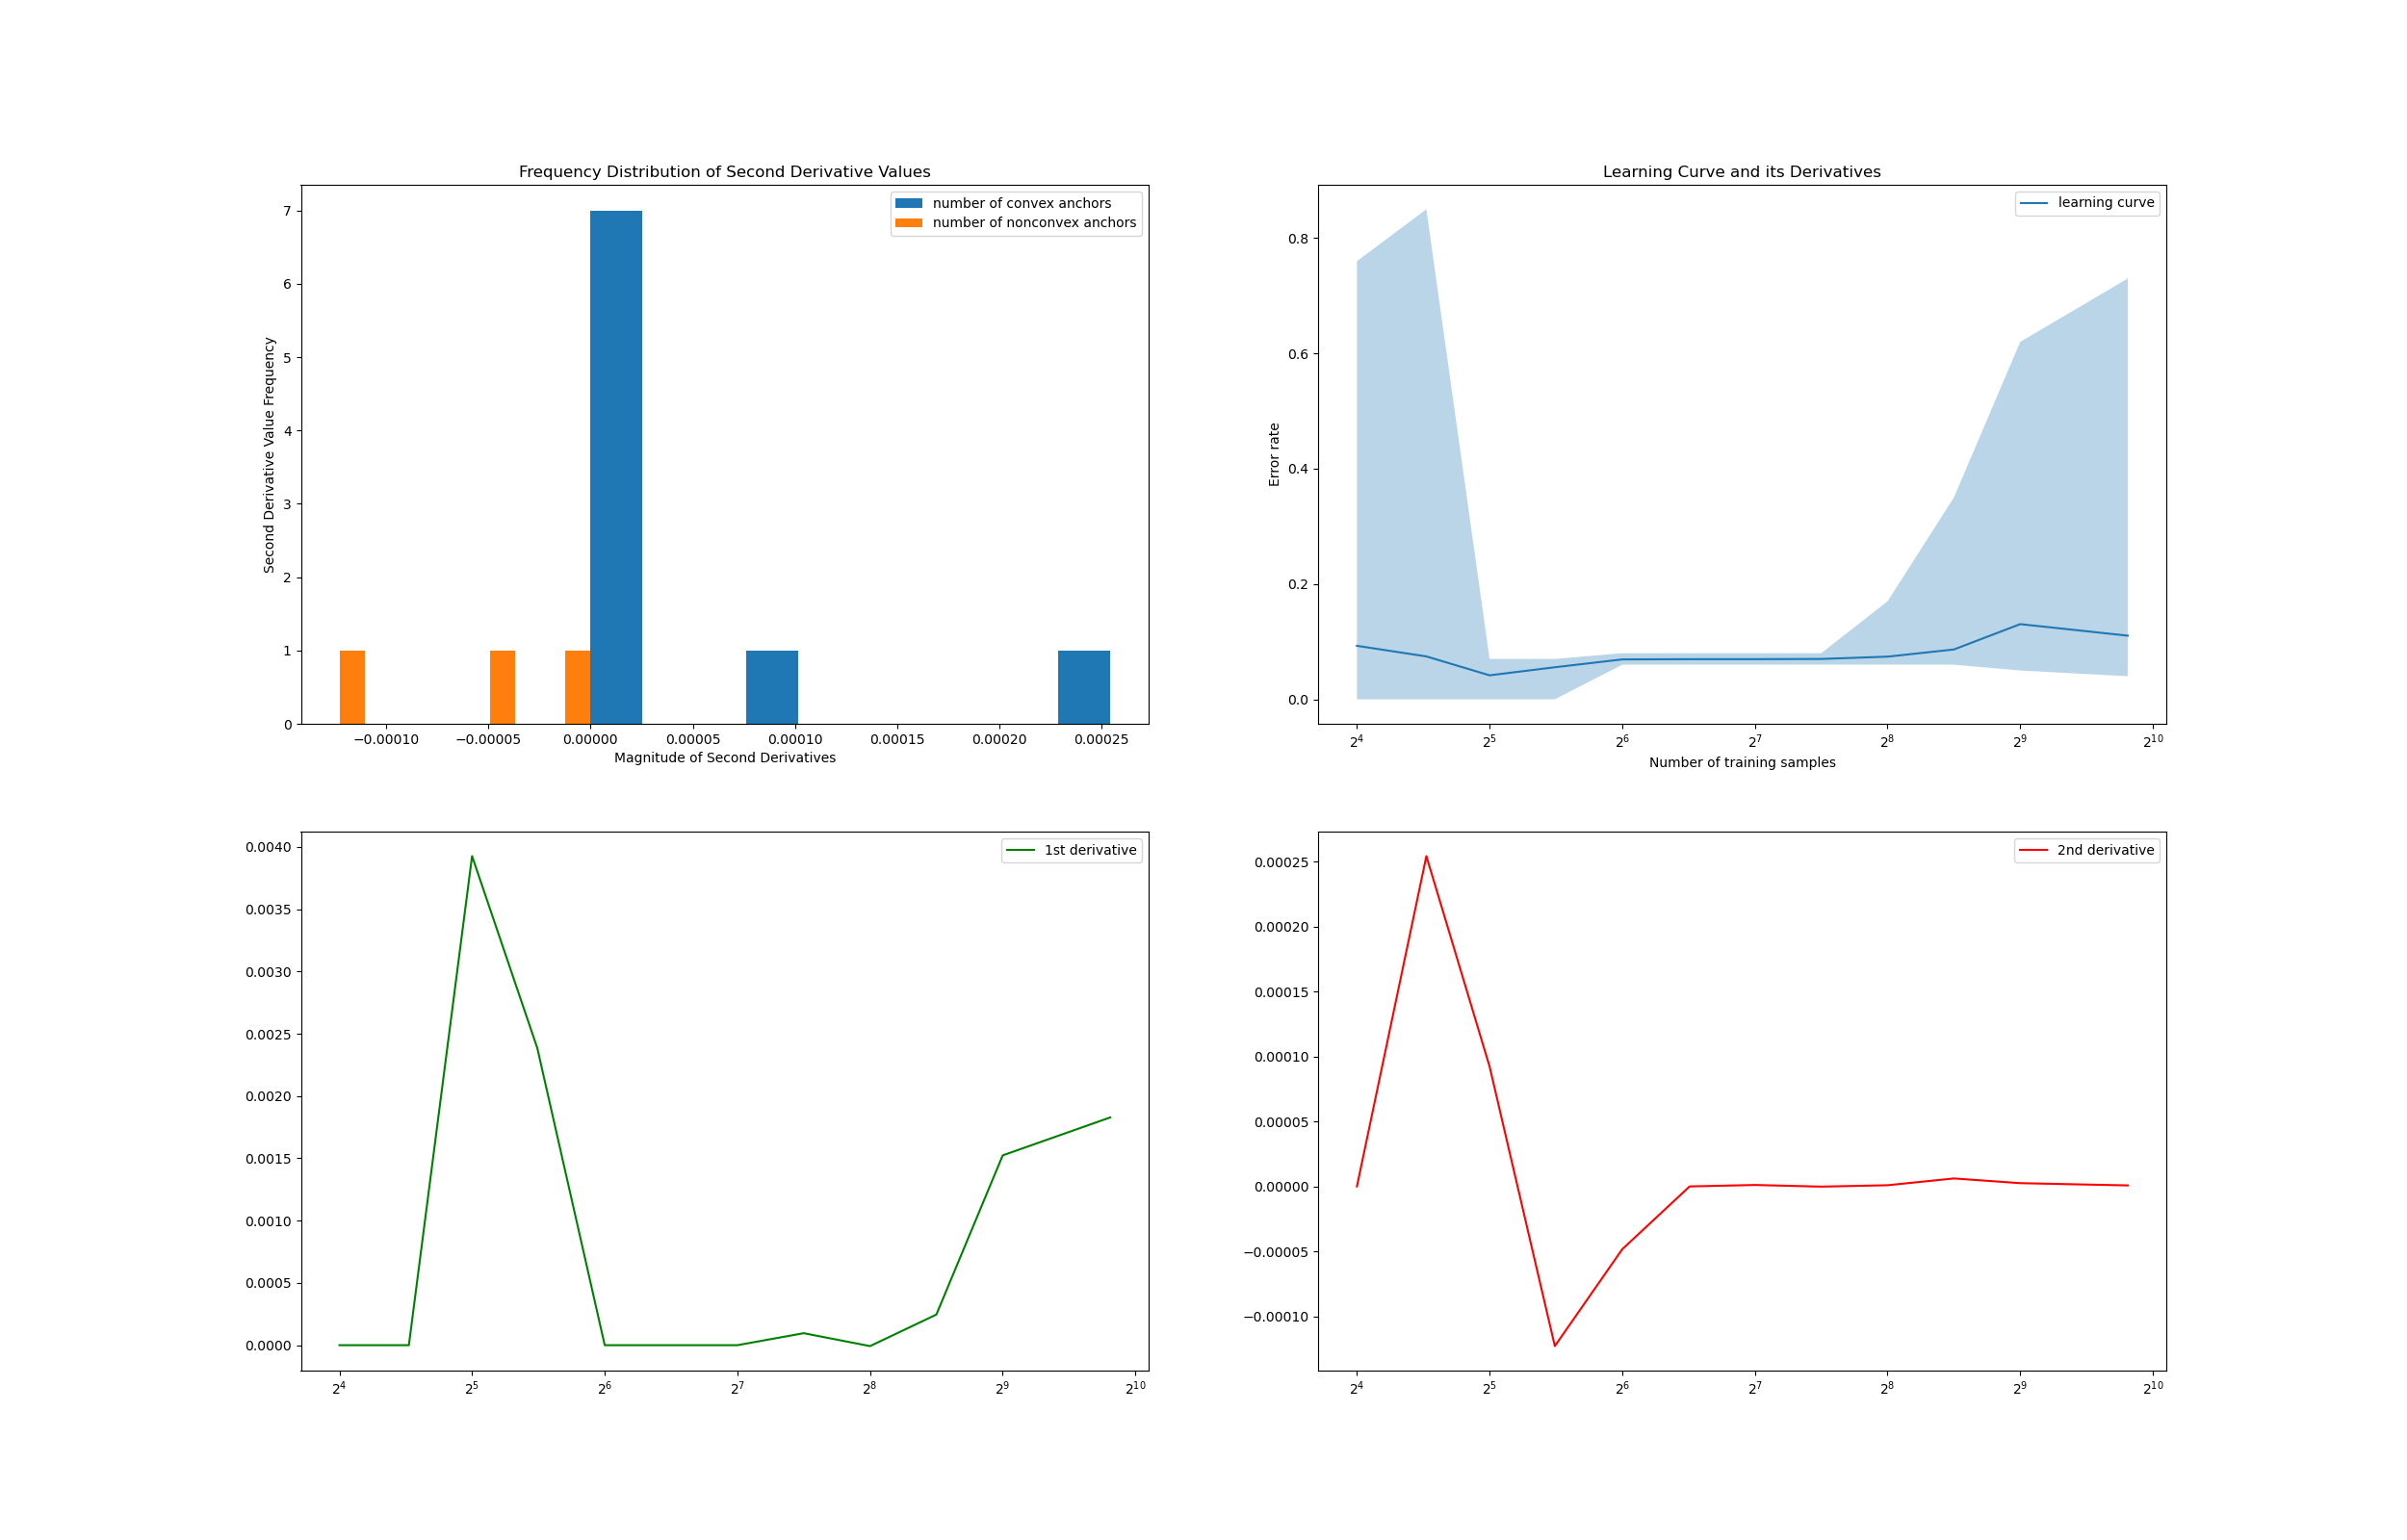 Frequency Distribution of Second Derivative Values
number of convex anchors
number of nonconvex anchors
7
6
5
4
3
2
1
0
Second Derivative Value Frequency
−0.00010 −0.00005 0.00000 0.00005 0.00010 0.00015 0.00020 0.00025
Magnitude of Second Derivatives
Learning Curve and its Derivatives
learning curve
0.8
0.6
0.4
0.2
0.0
Error rate
2^4 2^5 2^6 2^7 2^8 2^9 2^10
Number of training samples
1st derivative
0.0040
0.0035
0.0030
0.0025
0.0020
0.0015
0.0010
0.0005
0.0000
2^4 2^5 2^6 2^7 2^8 2^9 2^10
2nd derivative
0.00025
0.00020
0.00015
0.00010
0.00005
0.00000
−0.00005
−0.00010
2^4 2^5 2^6 2^7 2^8 2^9 2^10